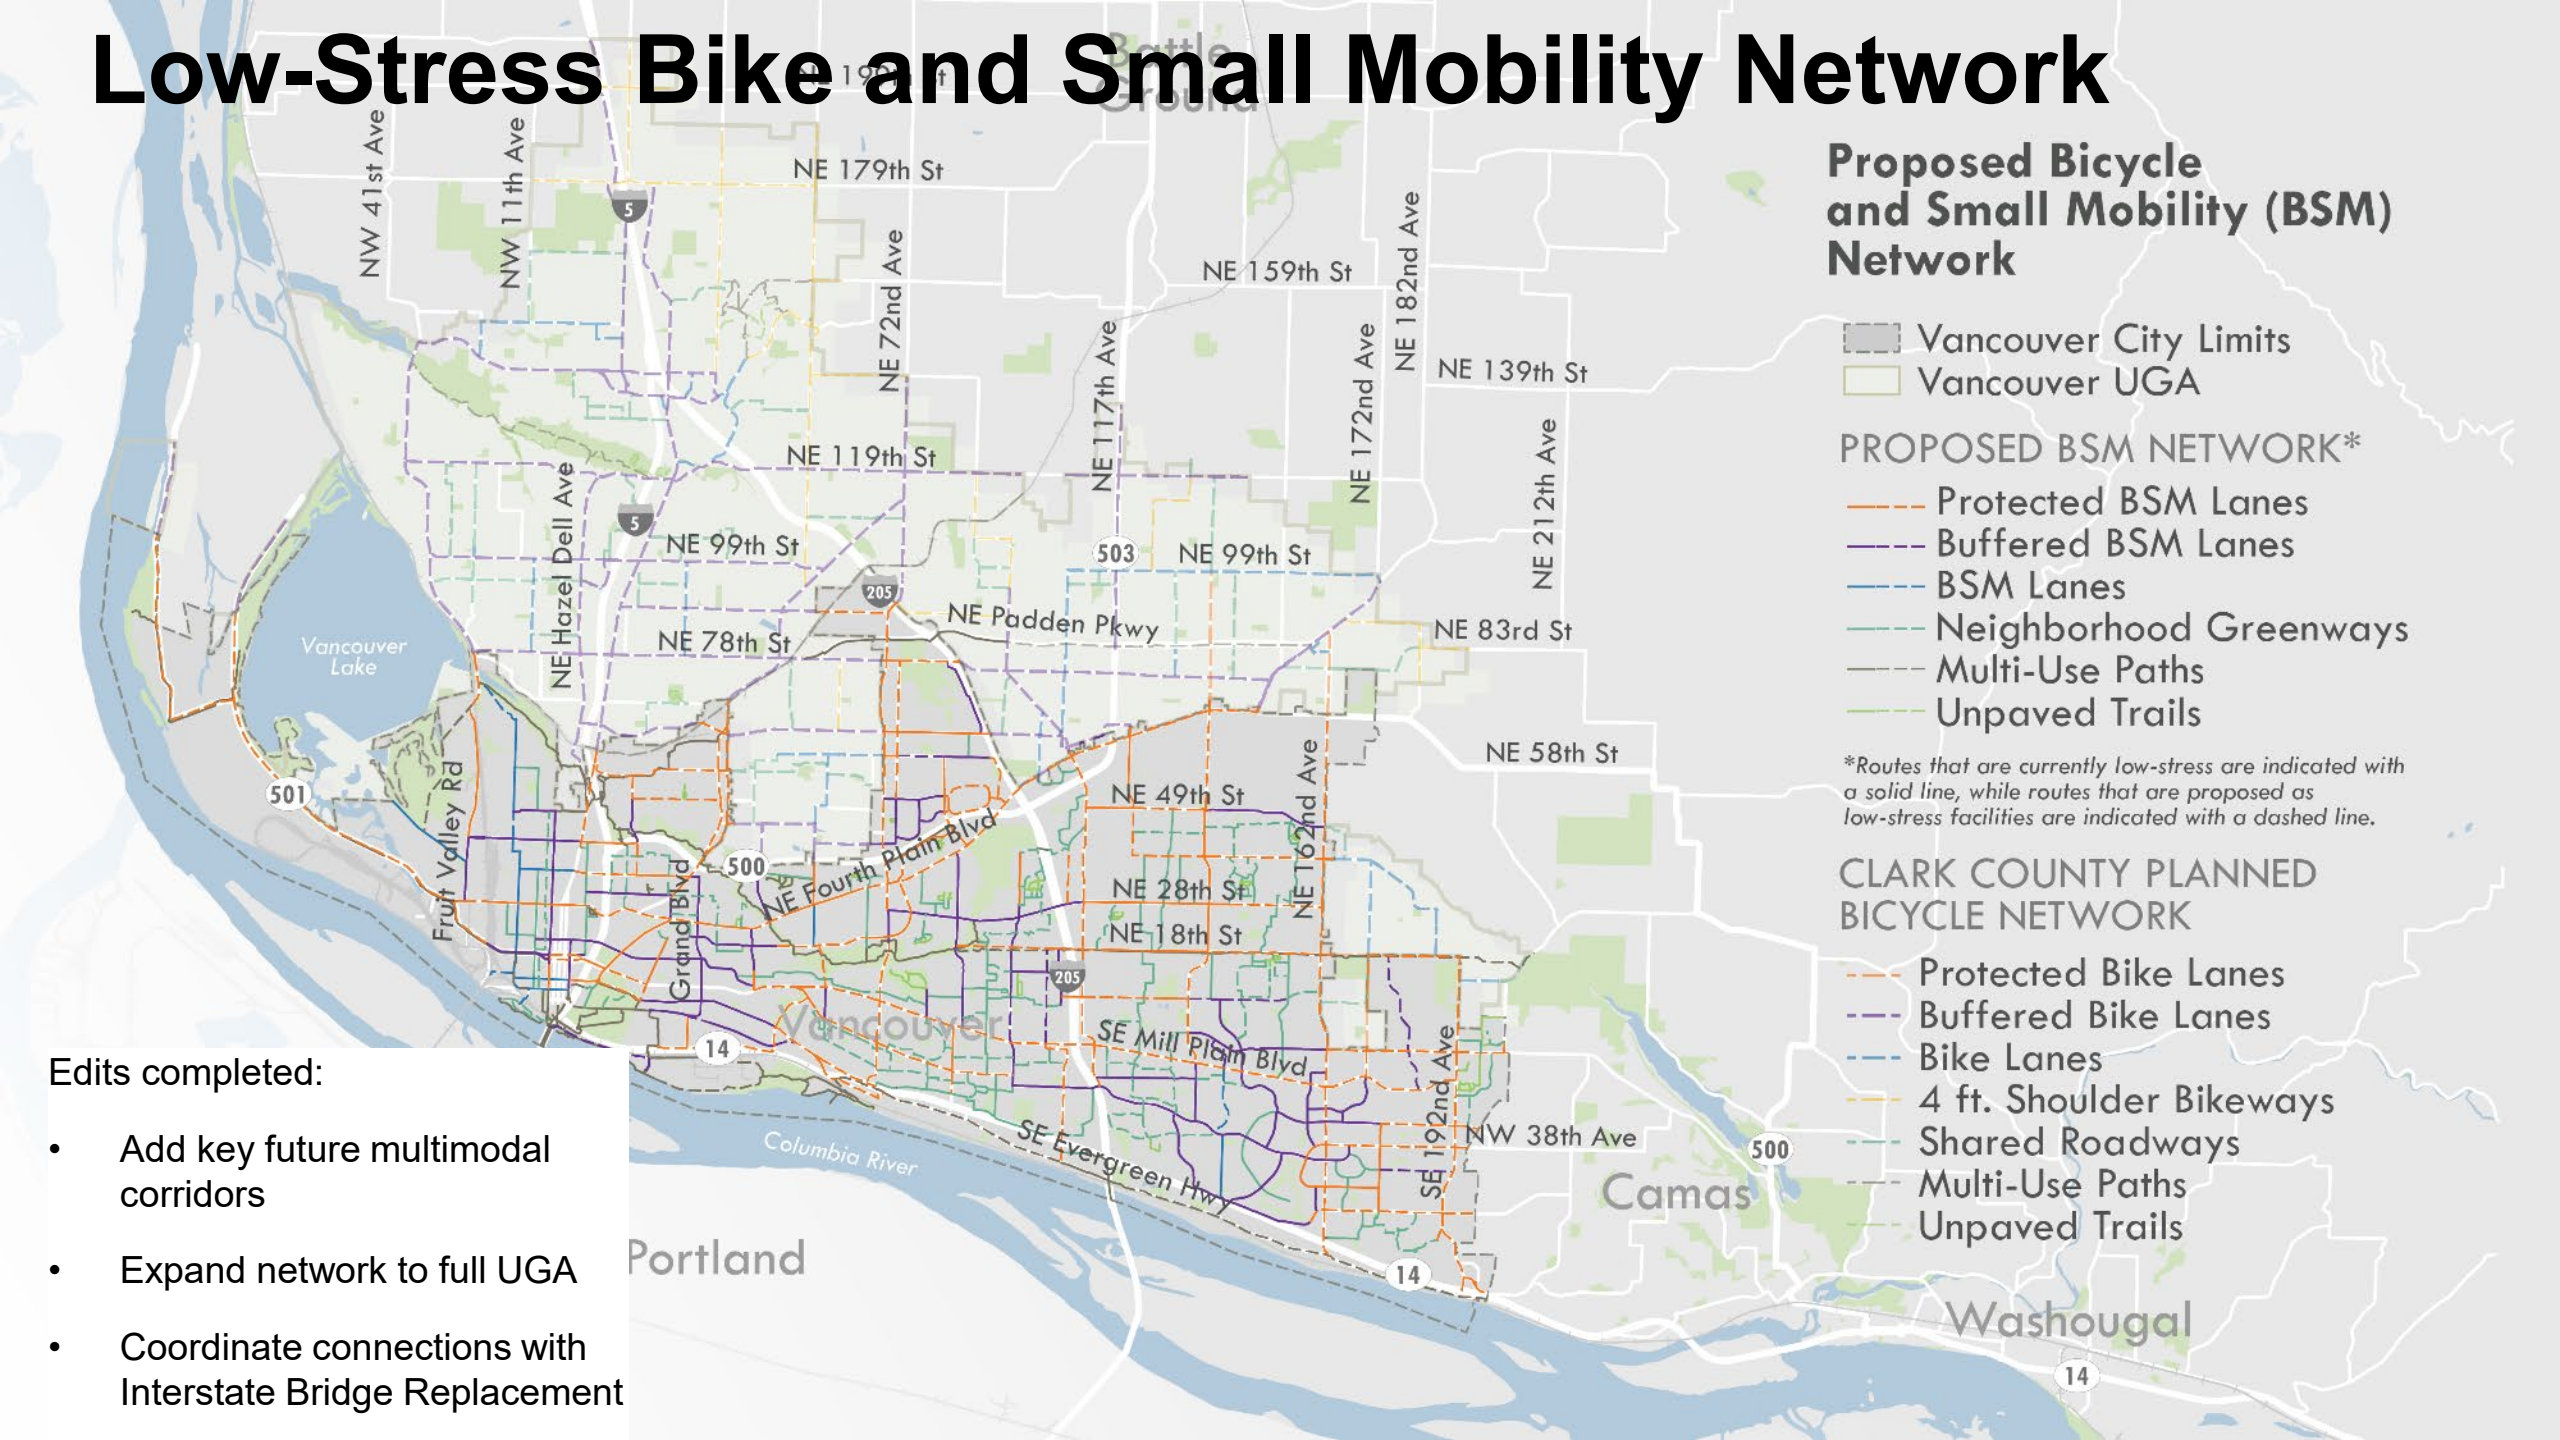 Low-Stress Bike and Small Mobility Network
Battle
Ground
NE 199th St
NW 41st Ave
NW 11th Ave
NE 179th St
5
NE 72nd Ave
NE 159th St
NE 182nd Ave
NE 117th Ave
NE 172nd Ave
NE 139th St
NE 212th Ave
NE 119th St
NE Hazel Dell Ave
5
NE 99th St
503
NE 99th St
205
NE Padden Pkwy
NE 83rd St
NE 78th St
Vancouver
Lake
NE 58th St
501
Fruit Valley Rd
NE 49th St
NE 162nd Ave
500
NE Fourth Plain Blvd
NE 28th St
NE 18th St
Grand Blvd
205
Vancouver
14
SE Mill Plain Blvd
SE 192nd Ave
NW 38th Ave
500
Columbia River
SE Evergreen Hwy
Camas
Portland
14
Washougal
14
Proposed Bicycle
and Small Mobility (BSM)
Network
Vancouver City Limits
Vancouver UGA
PROPOSED BSM NETWORK*
Protected BSM Lanes
Buffered BSM Lanes
BSM Lanes
Neighborhood Greenways
Multi-Use Paths
Unpaved Trails
*Routes that are currently low-stress are indicated with
a solid line, while routes that are proposed as
low-stress facilities are indicated with a dashed line.
CLARK COUNTY PLANNED
BICYCLE NETWORK
Protected Bike Lanes
Buffered Bike Lanes
Bike Lanes
4 ft. Shoulder Bikeways
Shared Roadways
Multi-Use Paths
Unpaved Trails
Edits completed:
• Add key future multimodal
corridors
• Expand network to full UGA
• Coordinate connections with
Interstate Bridge Replacement